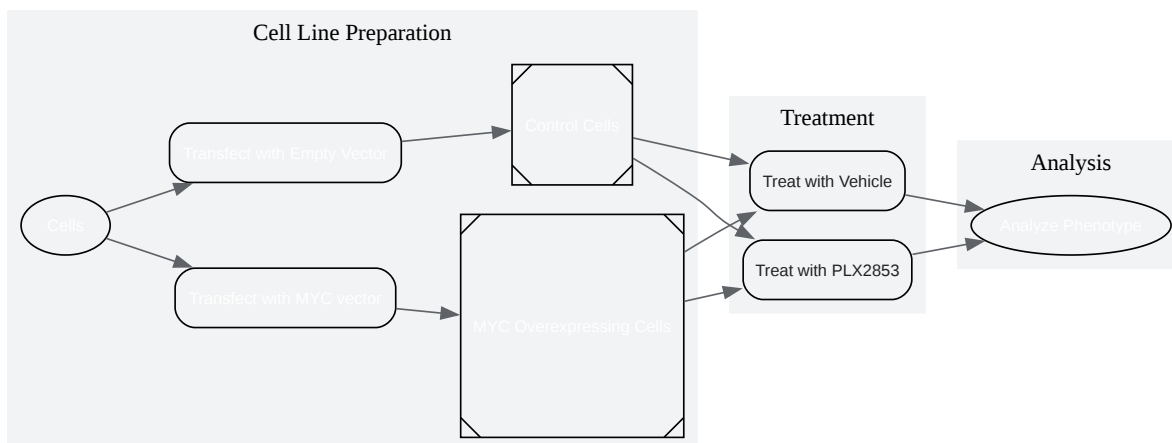 Cell Line Preparation
Cells
Transfect with Empty Vector
Transfect with MYC vector
Control Cells
MYC Overexpressing Cells
Treatment
Treat with Vehicle
Treat with PLX2853
Analysis
Analyze Phenotype